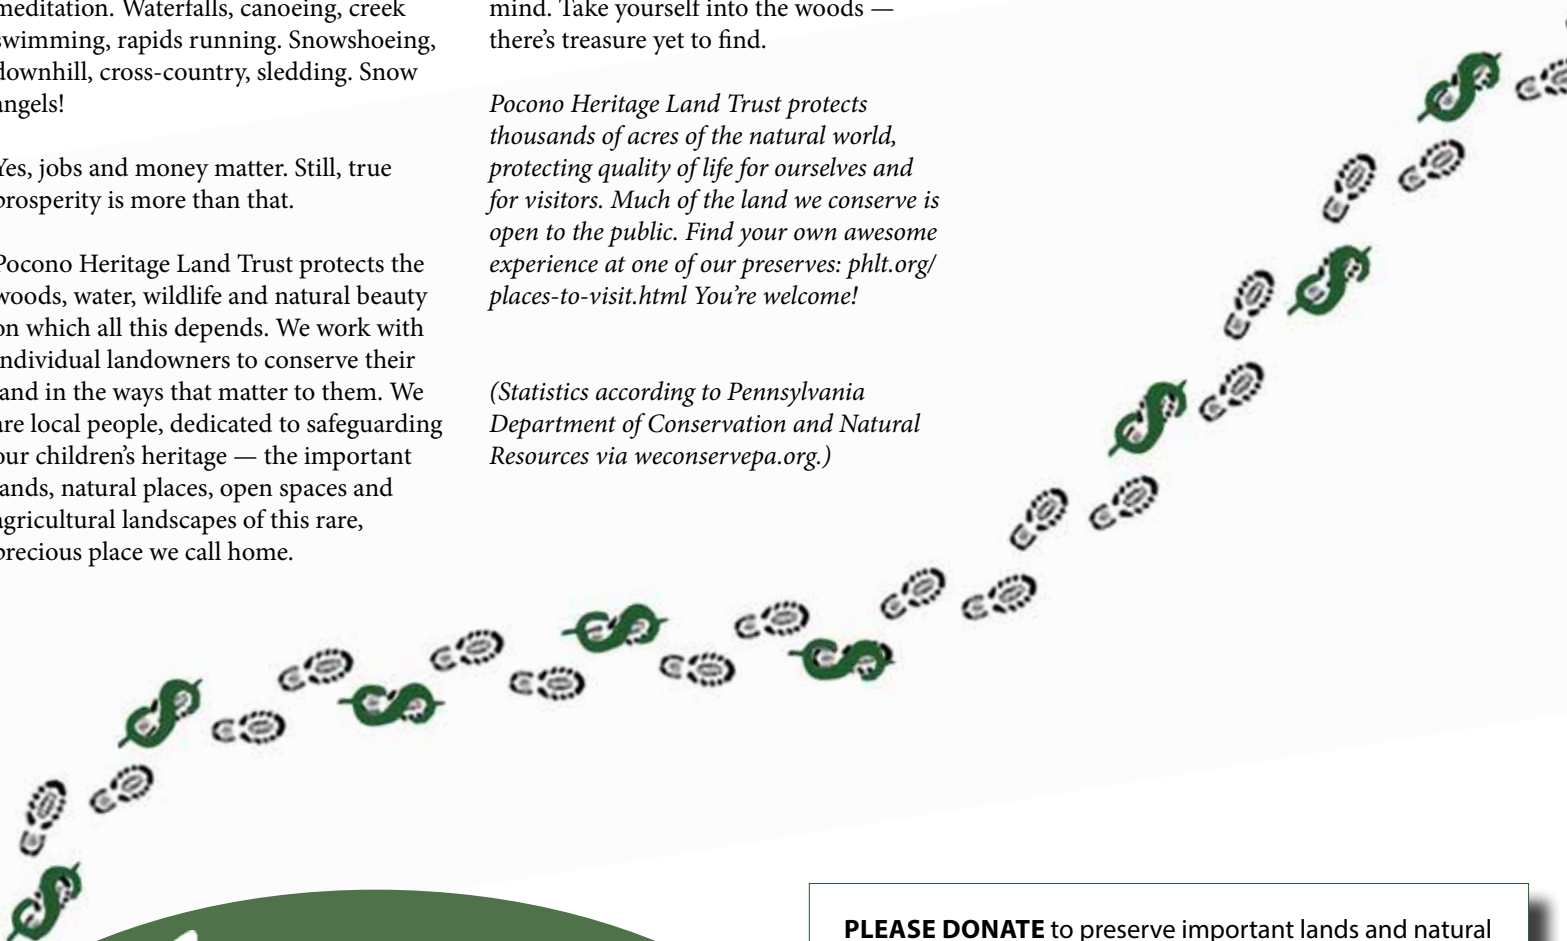 meditation. Waterfalls, canoeing, creek
swimming, rapids running. Snowshoeing,
downhill, cross-country, sledding. Snow
angels!
Yes, jobs and money matter. Still, true
prosperity is more than that.
Pocono Heritage Land Trust protects the
woods, water, wildlife and natural beauty
on which all this depends. We work with
individual landowners to conserve their
land in the ways that matter to them. We
are local people, dedicated to safeguarding
our children’s heritage — the important
lands, natural places, open spaces and
agricultural landscapes of this rare,
precious place we call home.
mind. Take yourself into the woods —
there’s treasure yet to find.
Pocono Heritage Land Trust protects
thousands of acres of the natural world,
protecting quality of life for ourselves and
for visitors. Much of the land we conserve is
open to the public. Find your own awesome
experience at one of our preserves: phlt.org/
places-to-visit.html You’re welcome!
(Statistics according to Pennsylvania
Department of Conservation and Natural
Resources via weconservepa.org.)
PLEASE DONATE to preserve important lands and natural